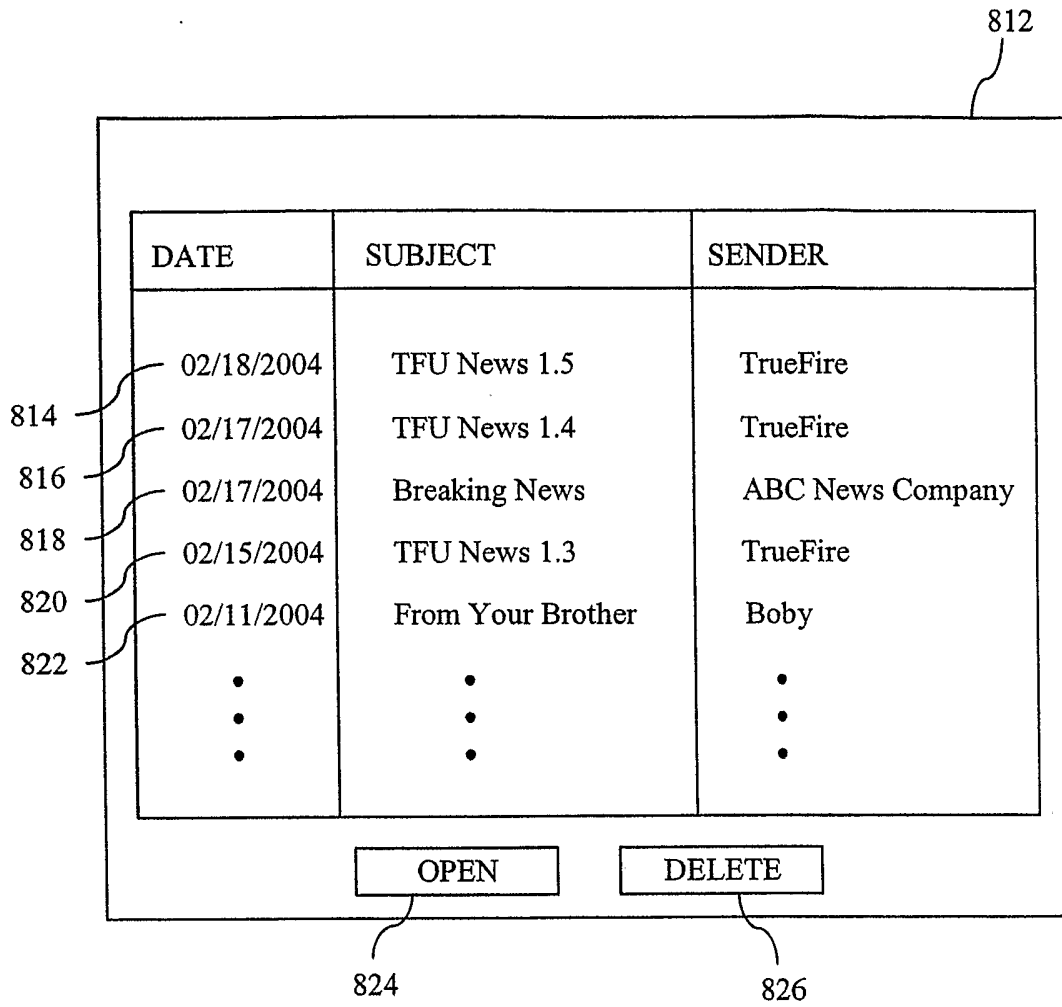 812
DATE SUBJECT SENDER
814 02/18/2004 TFU News 1.5 TrueFire
816 02/17/2004 TFU News 1.4 TrueFire
818 02/17/2004 Breaking News ABC News Company
820 02/15/2004 TFU News 1.3 TrueFire
822 02/11/2004 From Your Brother Boby
OPEN DELETE
824 826